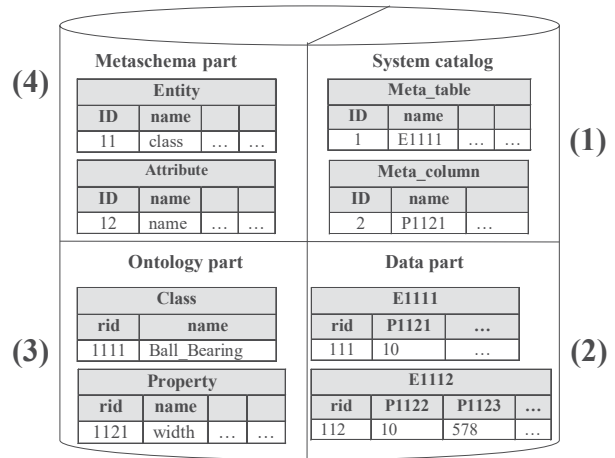 Metaschema part
System catalog
(4)
Entity
ID name
11 class ... ...
Attribute
ID name
12 name ... ...
Meta_table
ID name
1 E1111 ... ...
Meta_column
ID name
2 P1121 ...
(1)
Ontology part
Data part
(3)
Class
rid name
1111 Ball_Bearing
Property
rid name
1121 width ... ...
E1111
rid P1121 ...
111 10 ...
E1112
rid P1122 P1123 ...
112 10 578 ...
(2)